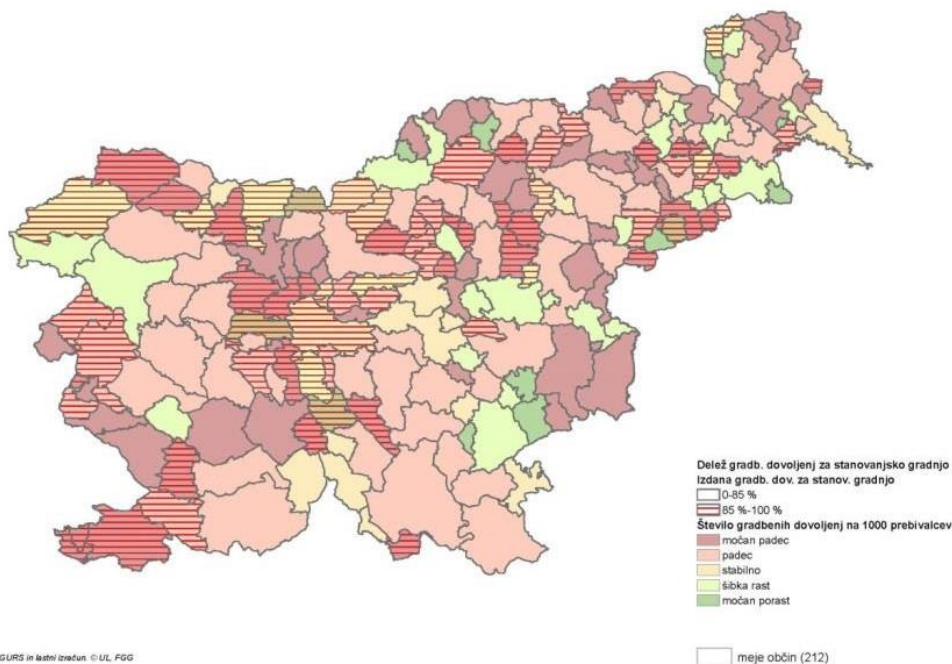 Delež gradb. dovoljenj za stanovanjsko gradnjo
Izdana gradb. dov. za stanov. gradnjo
0-85 %
85 %-100 %
Število gradbenih dovoljenj na 1000 prebivalcev
močan padec
padec
stabilno
šibka rast
močan porast
meje občin (212)
GURS in lastni izračun. © UL, FGG